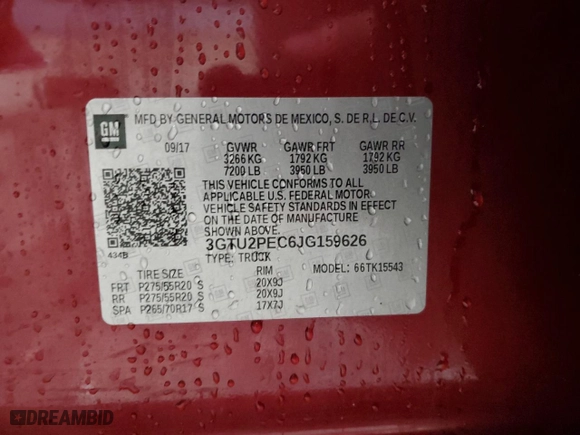 GM
MFD BY GENERAL MOTORS DE MEXICO, S. DE R.L. DE C.V.
09/17 GVWR GAWR FRT GAWR RR
3266 KG 1792 KG 1792 KG
7200 LB 3950 LB 3950 LB
THIS VEHICLE CONFORMS TO ALL
APPLICABLE U.S. FEDERAL MOTOR
VEHICLE SAFETY STANDARDS IN EFFECT
ON THE DATE OF MANUFACTURE
SHOWN ABOVE.
434B 3GTU2PEC6JG159626
TYPE: TRUCK MODEL: 66TK15543
TIRE SIZE RIM
FRT P275/55R20 S 20X9J
RR P275/55R20 S 20X9J
SPA P265/70R17 S 17X7J
DREAMBID